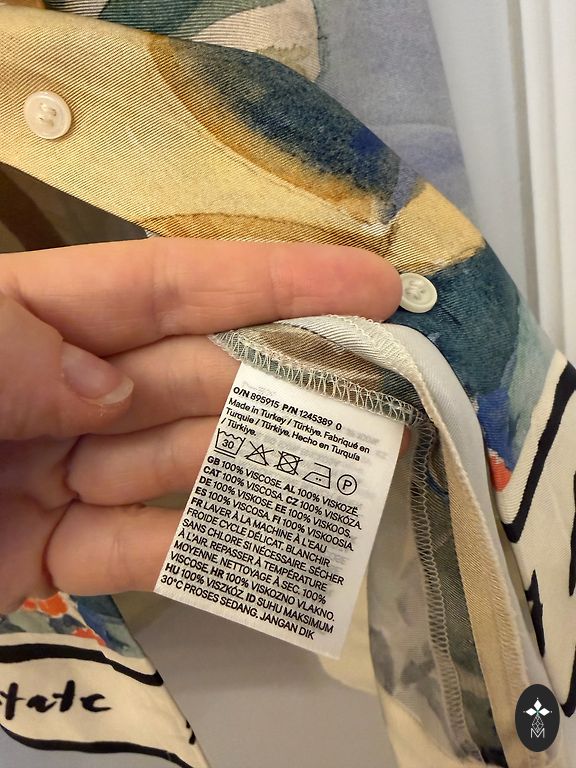 O/N 895915 P/N 1245389 0
Made in Turkey / Türkiye. Fabriqué en
Turquie / Türkiye. Hecho en Turquía
/ Türkiye.
30 P
GB 100% VISCOSE AL 100% VISKOZË.
CAT 100% VISCOSA. CZ 100% VISKÓZA.
DE 100% VISKOSE. EE 100% VISKOOS.
ES 100% VISCOSA. FI 100% VISKOOSIA.
FR LAVER À LA MACHINE À L'EAU
FROIDE CYCLE DÉLICAT. BLANCHIR
SANS CHLORE SI NÉCESSAIRE. SÉCHER
À L'AIR. REPASSER À TEMPÉRATURE
MOYENNE. NETTOYAGE À SEC. 100%
VISCOSE. HR 100% VISKOZNO VLAKNO.
HU 100% VISZKÓZ ID SUHU MAKSIMUM
30°C PROSES SEDANG. JANGAN DIK
tate
M